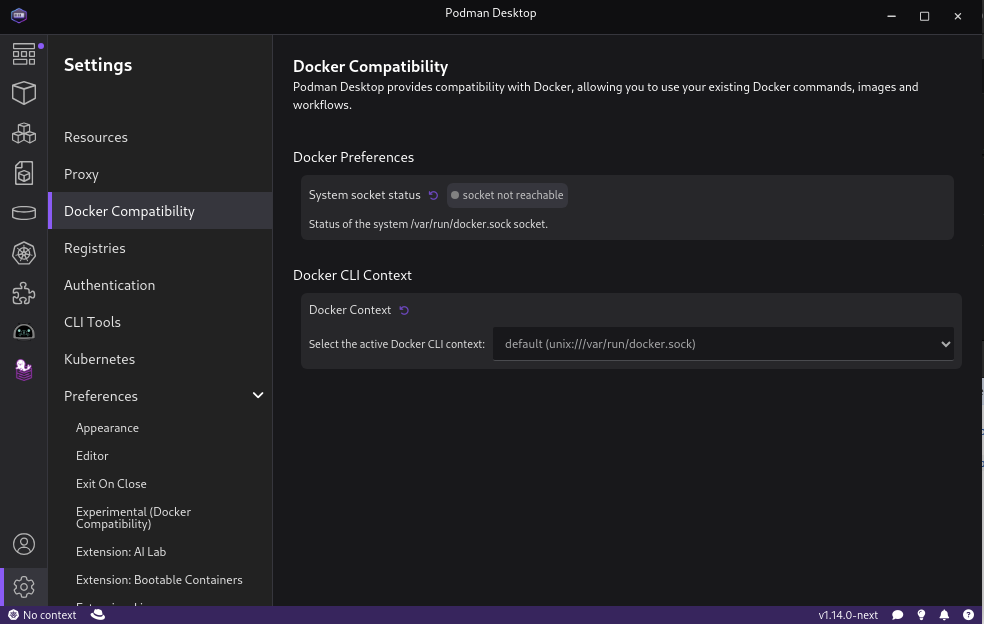 Podman Desktop
Settings
Resources
Proxy
Docker Compatibility
Registries
Authentication
CLI Tools
Kubernetes
Preferences
Appearance
Editor
Exit On Close
Experimental (Docker
Compatibility)
Extension: AI Lab
Extension: Bootable Containers
Docker Compatibility
Podman Desktop provides compatibility with Docker, allowing you to use your existing Docker commands, images and
workflows.
Docker Preferences
System socket status socket not reachable
Status of the system /var/run/docker.sock socket.
Docker CLI Context
Docker Context
Select the active Docker CLI context: default (unix:///var/run/docker.sock)
No context v1.14.0-next